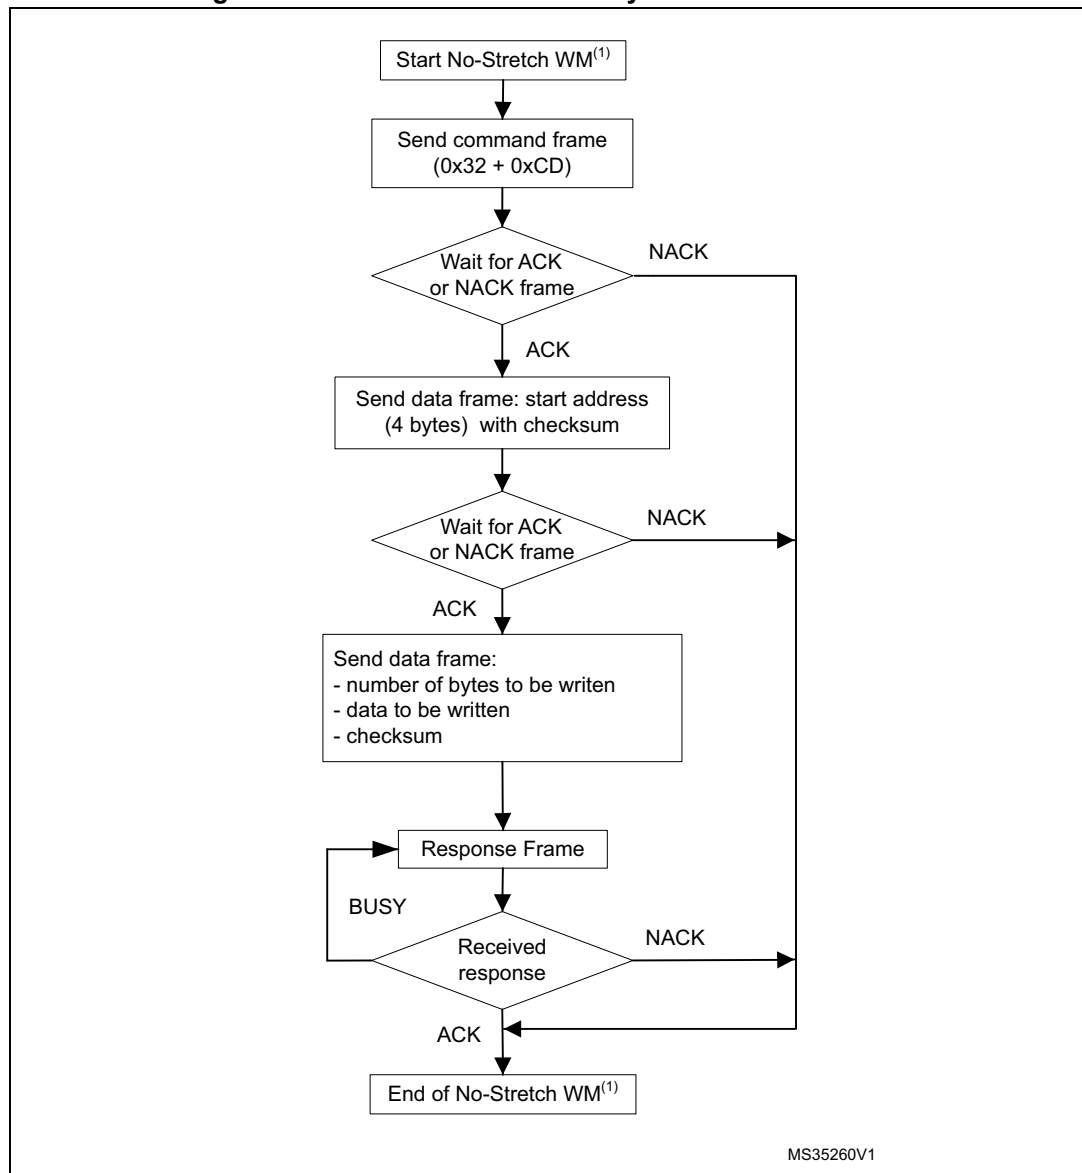 Start No-Stretch WM(1)
Send command frame
(0x32 + 0xCD)
Wait for ACK
or NACK frame
NACK
ACK
Send data frame: start address
(4 bytes) with checksum
Wait for ACK
or NACK frame
NACK
ACK
Send data frame:
- number of bytes to be writen
- data to be written
- checksum
Response Frame
BUSY
Received
response
NACK
ACK
End of No-Stretch WM(1)
MS35260V1